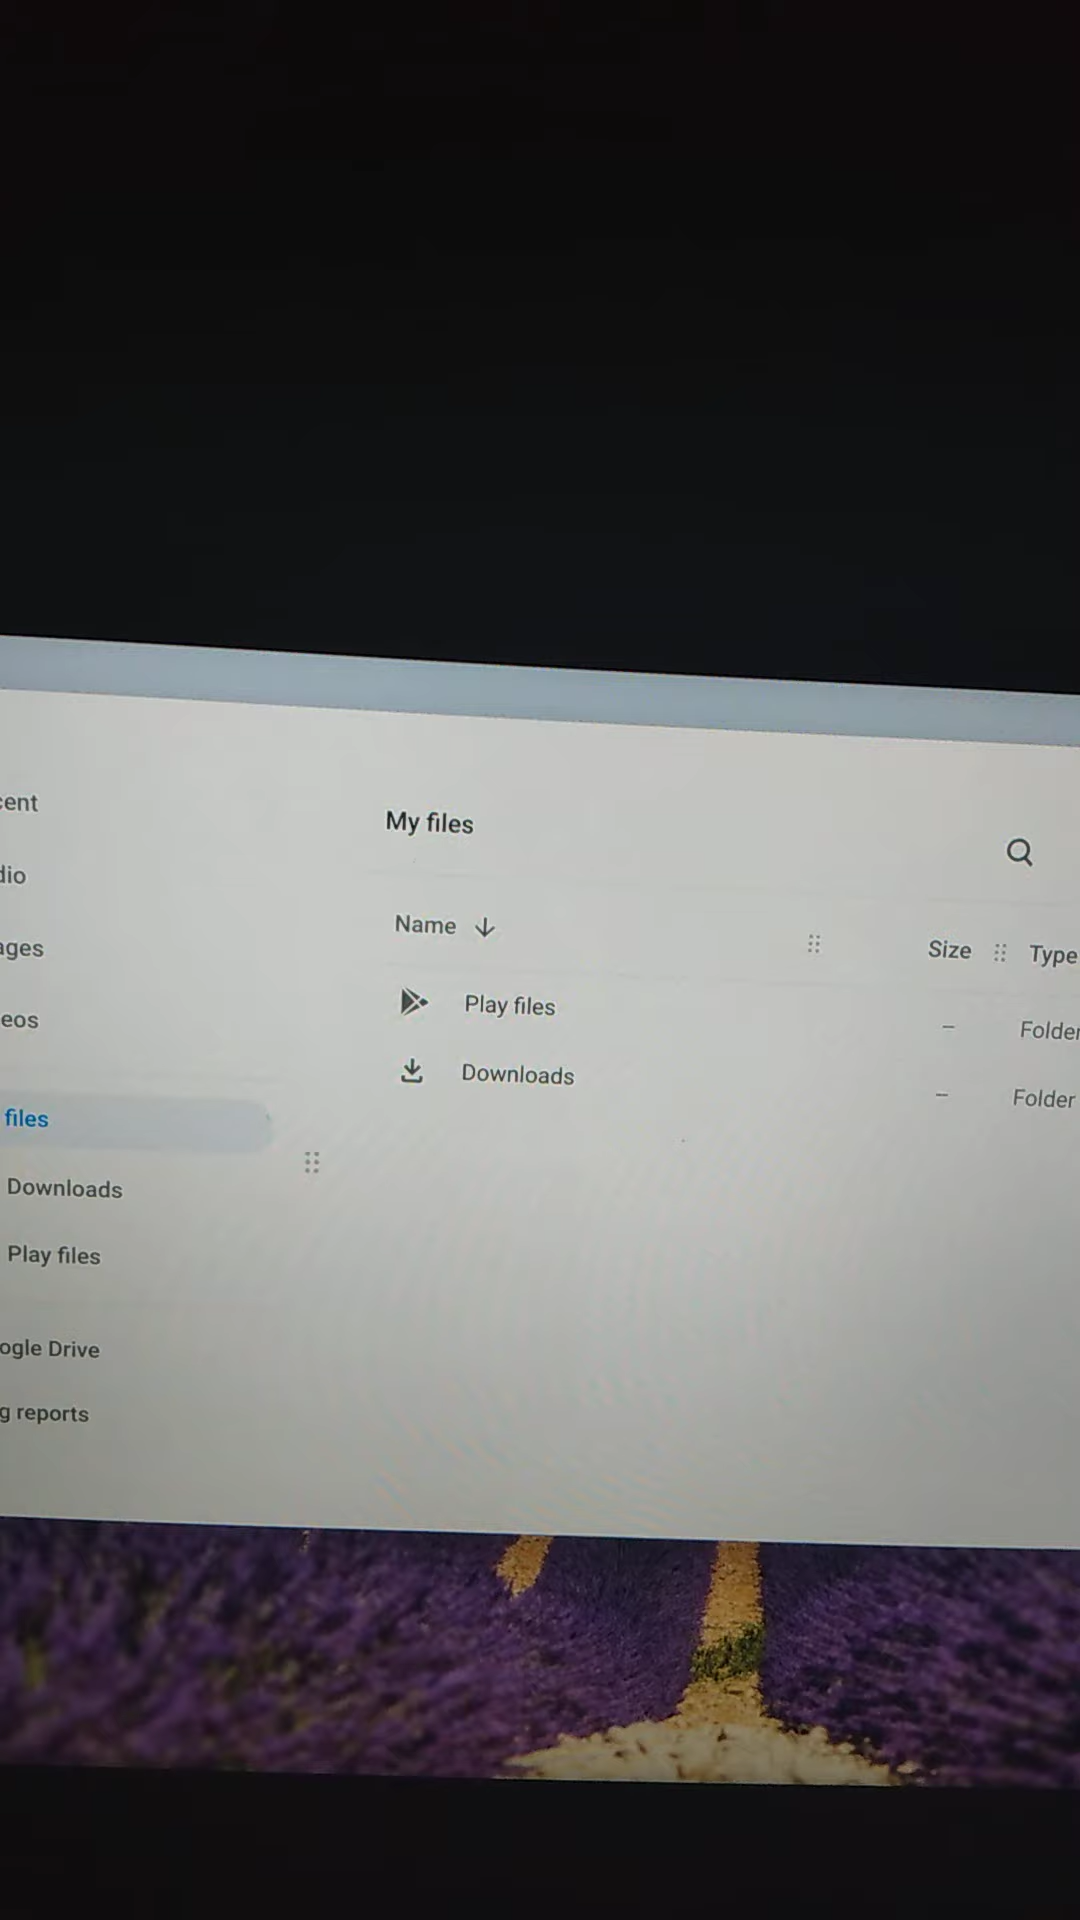 cent
dio
ages
eos
files
Downloads
Play files
ogle Drive
g reports
My files
Name Size Type
Play files – Folder
Downloads – Folder